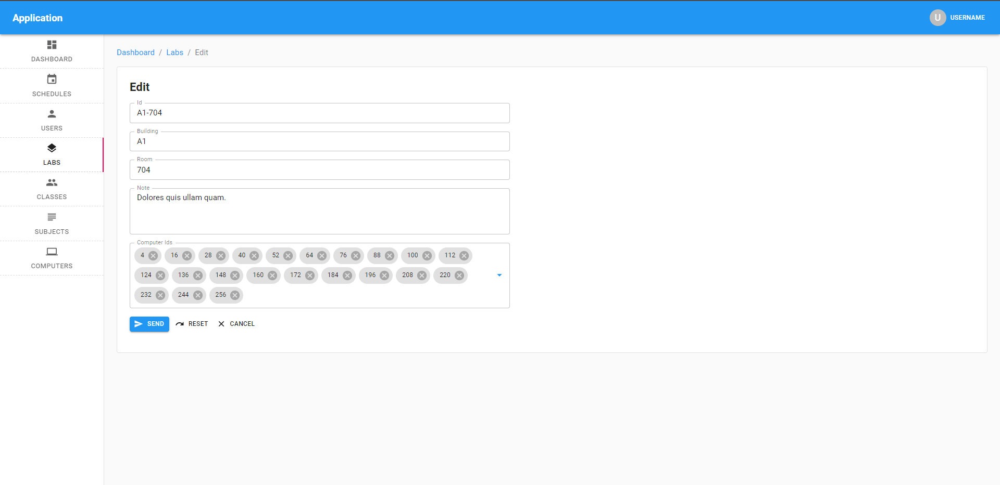 Application
U USERNAME
DASHBOARD
SCHEDULES
USERS
LABS
CLASSES
SUBJECTS
COMPUTERS
Dashboard / Labs / Edit
Edit
Id
A1-704
Building
A1
Room
704
Note
Dolores quis ullam quam.
Computer Ids
4 16 28 40 52 64 76 88 100 112
124 136 148 160 172 184 196 208 220
232 244 256
SEND RESET CANCEL